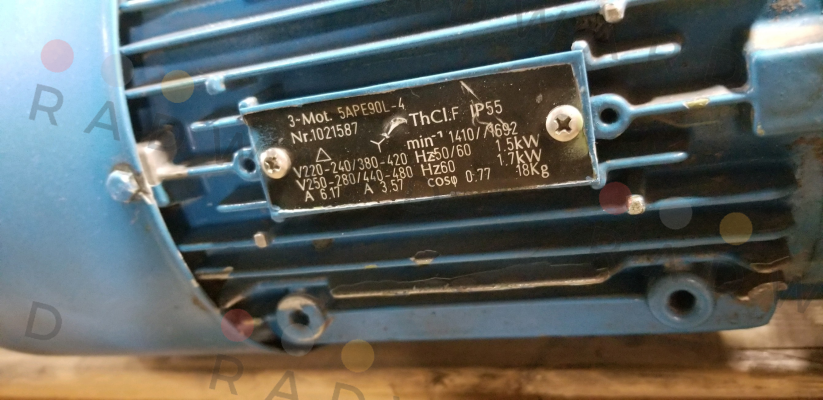 3-Mot. 5APE90L-4
Nr.1021587 ThCl.F IP55
Δ Y min⁻¹ 1410/1692
V220-240/380-420 Hz50/60 1.5kW
V250-280/440-480 Hz60 1.7kW
A 6.17 A 3.57 cosφ 0.77 18Kg